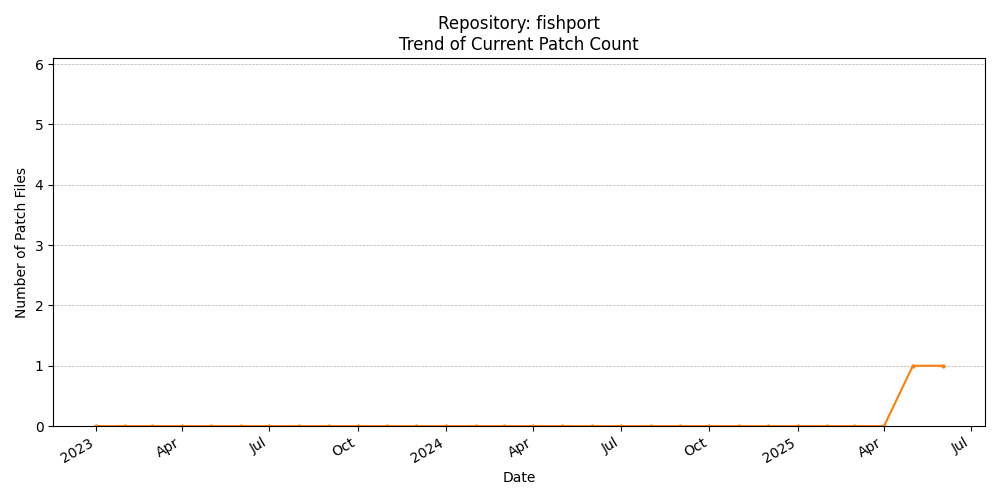 Repository: fishport
Trend of Current Patch Count
6
5
4
3
2
1
0
Number of Patch Files
2023
Apr
Jul
Oct
2024
Apr
Jul
Oct
2025
Apr
Jul
Date